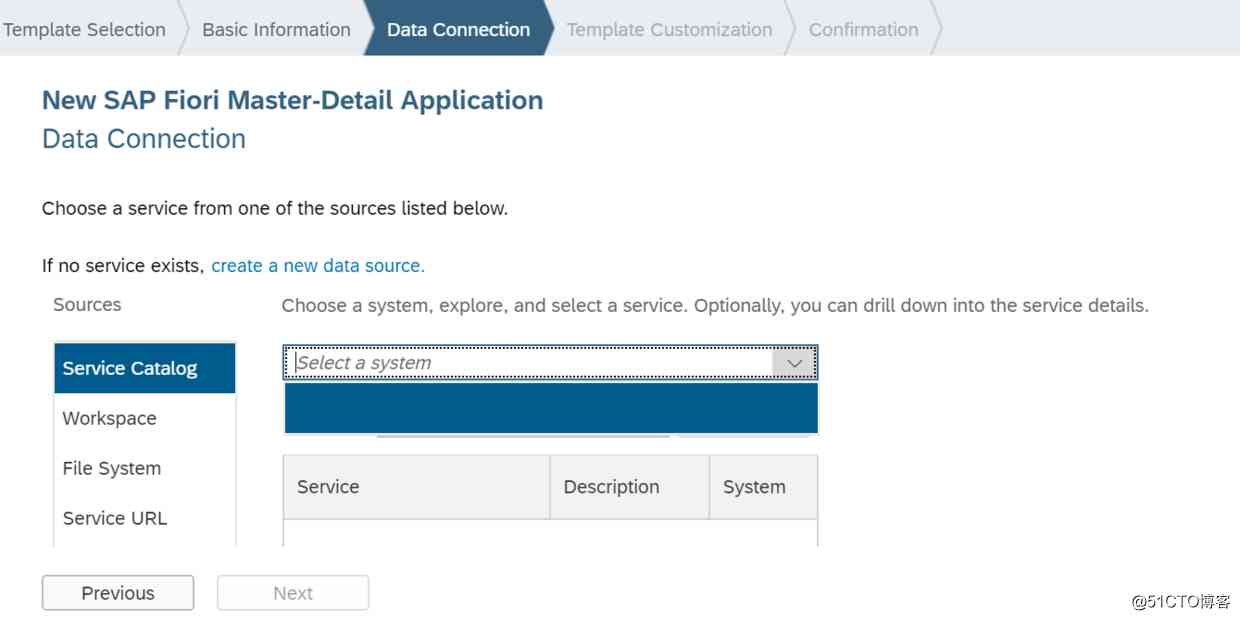 Template Selection
Basic Information
Data Connection
Template Customization
Confirmation
New SAP Fiori Master-Detail Application
Data Connection
Choose a service from one of the sources listed below.
If no service exists, create a new data source.
Sources
Choose a system, explore, and select a service. Optionally, you can drill down into the service details.
Service Catalog
Select a system
Workspace
File System
Service URL
Service
Description
System
Previous
Next
@51CTO博客